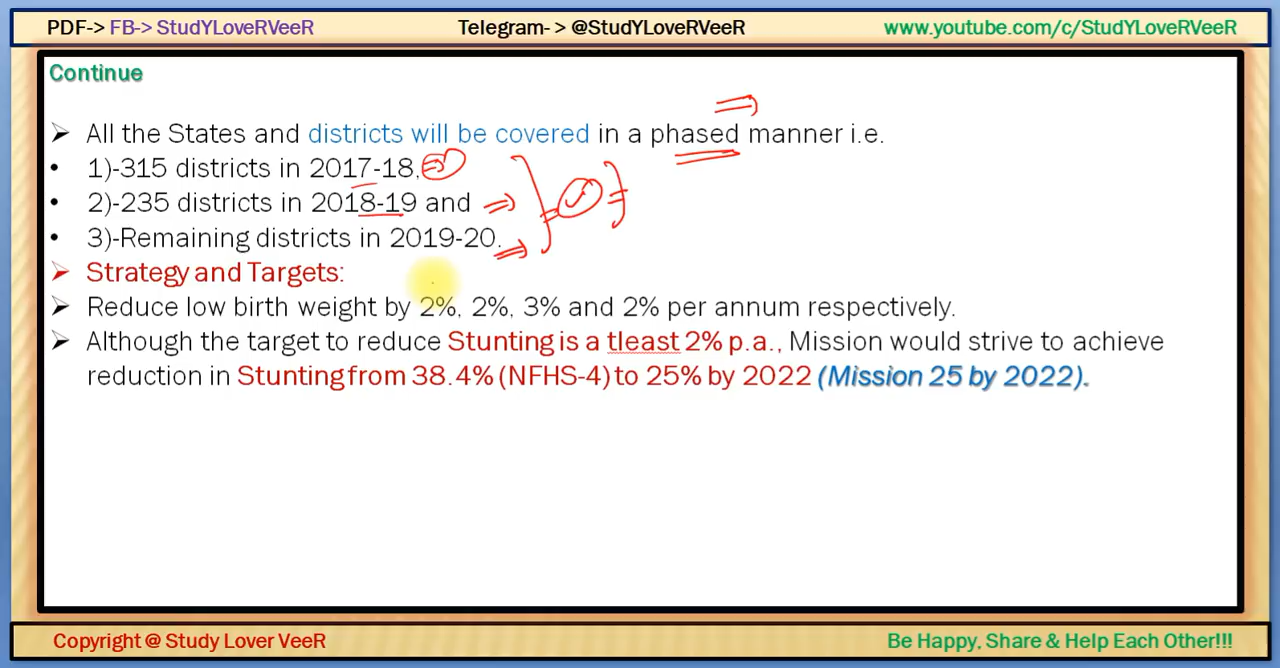 PDF-> FB-> StudYLoveRVeeR Telegram- > @StudYLoveRVeeR www.youtube.com/c/StudYLoveRVeeR
Continue
➢ All the States and districts will be covered in a phased manner i.e.
• 1)-315 districts in 2017-18,
• 2)-235 districts in 2018-19 and
• 3)-Remaining districts in 2019-20.
➢ Strategy and Targets:
➢ Reduce low birth weight by 2%, 2%, 3% and 2% per annum respectively.
➢ Although the target to reduce Stunting is a tleast 2% p.a., Mission would strive to achieve
reduction in Stunting from 38.4% (NFHS-4) to 25% by 2022 (Mission 25 by 2022).
Copyright @ Study Lover VeeR Be Happy, Share & Help Each Other!!!